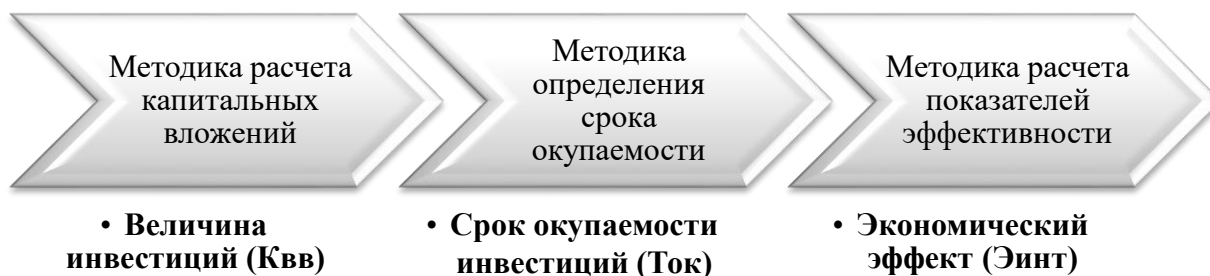 Методика расчета
капитальных
вложений
Методика
определения
срока
окупаемости
Методика расчета
показателей
эффективности
• Величина
инвестиций (Квв)
• Срок окупаемости
инвестиций (Ток)
• Экономический
эффект (Эинт)